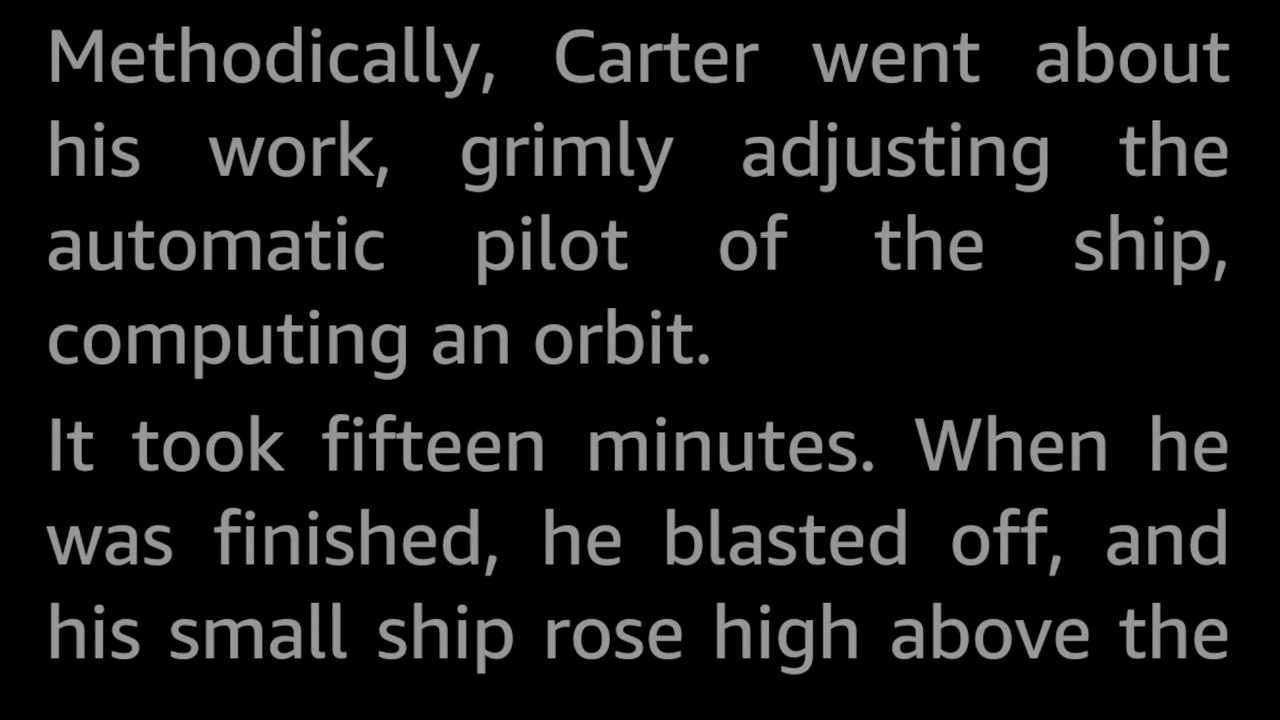 Methodically, Carter went about
his work, grimly adjusting the
automatic pilot of the ship,
computing an orbit.
It took fifteen minutes. When he
was finished, he blasted off, and
his small ship rose high above the